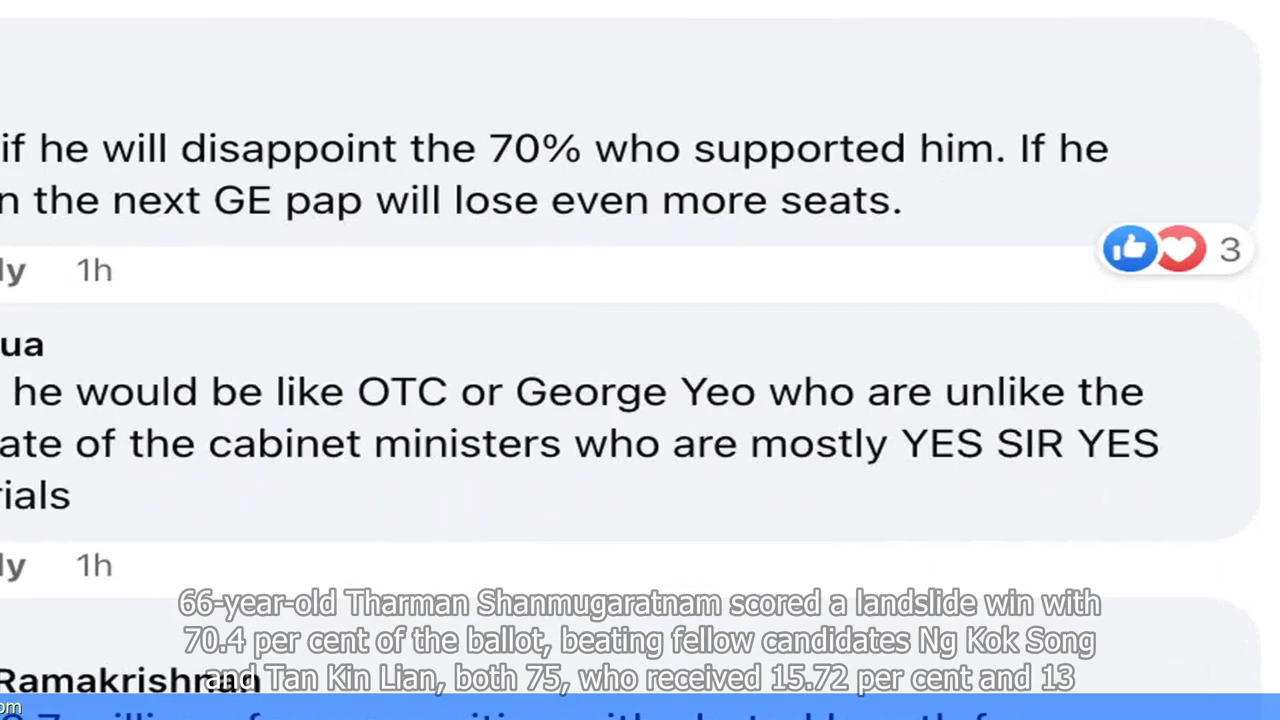 if he will disappoint the 70% who supported him. If he
n the next GE pap will lose even more seats.
3
ly 1h
ua
he would be like OTC or George Yeo who are unlike the
ate of the cabinet ministers who are mostly YES SIR YES
rials
ly 1h
66-year-old Tharman Shanmugaratnam scored a landslide win with
70.4 per cent of the ballot, beating fellow candidates Ng Kok Song
and Tan Kin Lian, both 75, who received 15.72 per cent and 13
Ramakrishnan
om